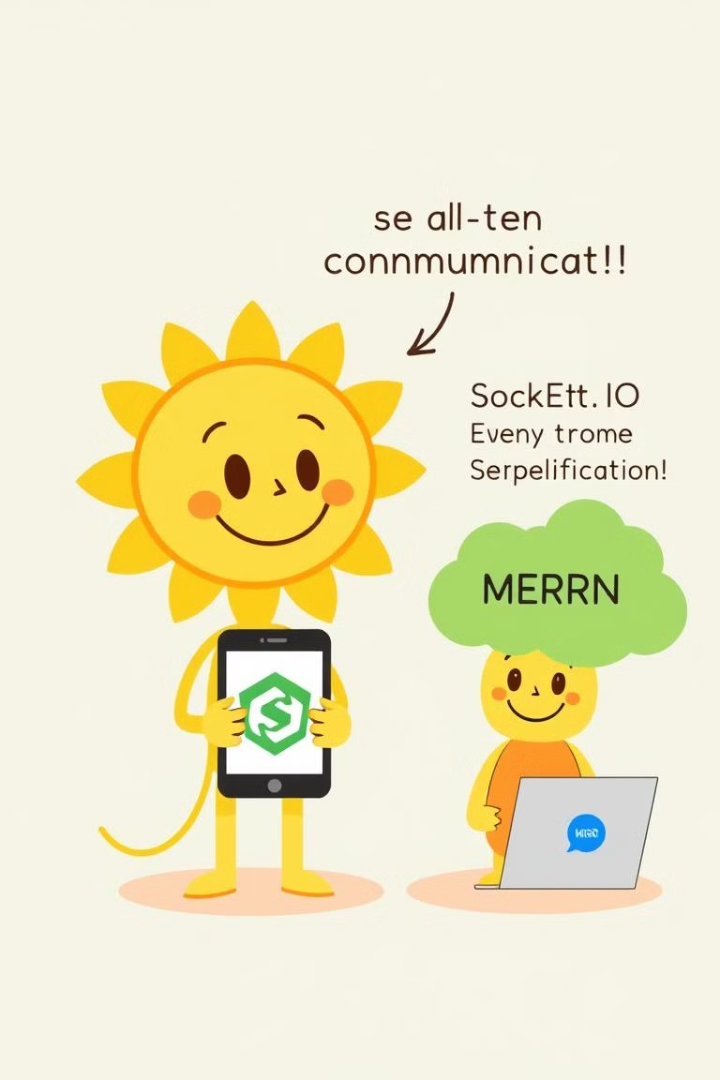 se all-ten
connmumnicat!!
SockEtt.IO
Eveny trome
Serpelification!
MERRN
S